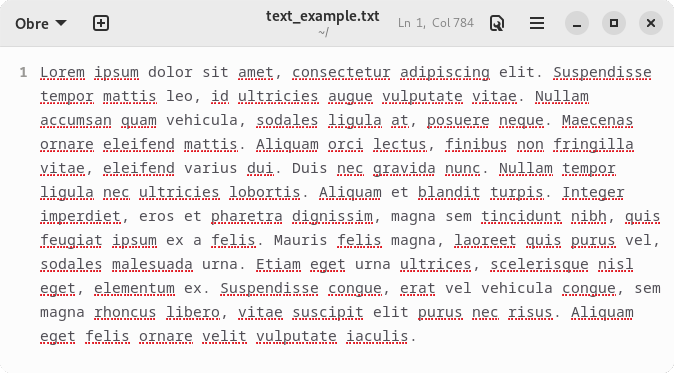 Obre
text_example.txt
~/
Ln 1, Col 784
1
Lorem ipsum dolor sit amet, consectetur adipiscing elit. Suspendisse
tempor mattis leo, id ultricies augue vulputate vitae. Nullam
accumsan quam vehicula, sodales ligula at, posuere neque. Maecenas
ornare eleifend mattis. Aliquam orci lectus, finibus non fringilla
vitae, eleifend varius dui. Duis nec gravida nunc. Nullam tempor
ligula nec ultricies lobortis. Aliquam et blandit turpis. Integer
imperdiet, eros et pharetra dignissim, magna sem tincidunt nibh, quis
feugiat ipsum ex a felis. Mauris felis magna, laoreet quis purus vel,
sodales malesuada urna. Etiam eget urna ultrices, scelerisque nisl
eget, elementum ex. Suspendisse congue, erat vel vehicula congue, sem
magna rhoncus libero, vitae suscipit elit purus nec risus. Aliquam
eget felis ornare velit vulputate iaculis.